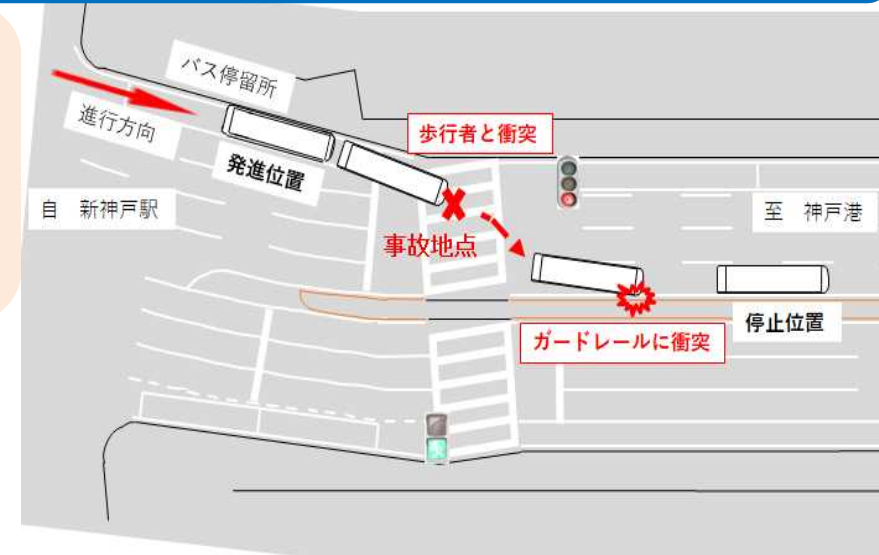 バス停留所
進行方向
発進位置
歩行者と衝突
自 新神戸駅
至 神戸港
事故地点
停止位置
ガードレールに衝突